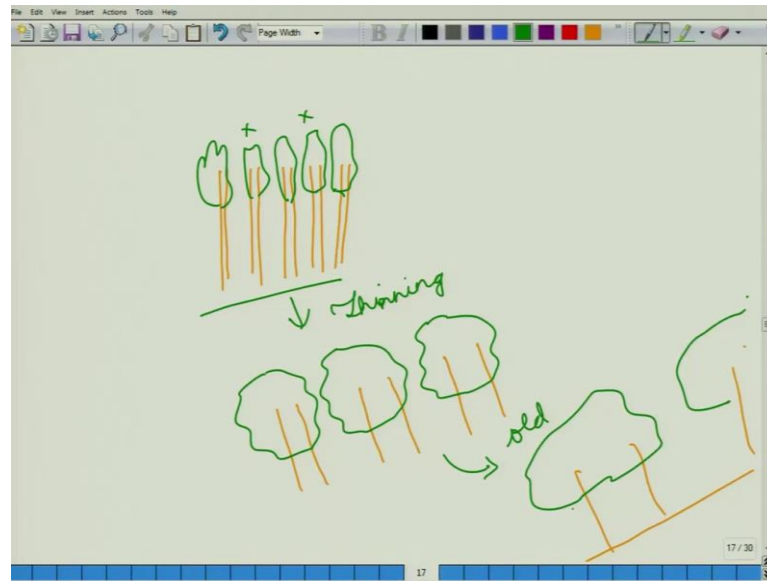 File Edit View Insert Actions Tools Help
Page Width
B I
+ +
Thinning
old
17 / 30
17